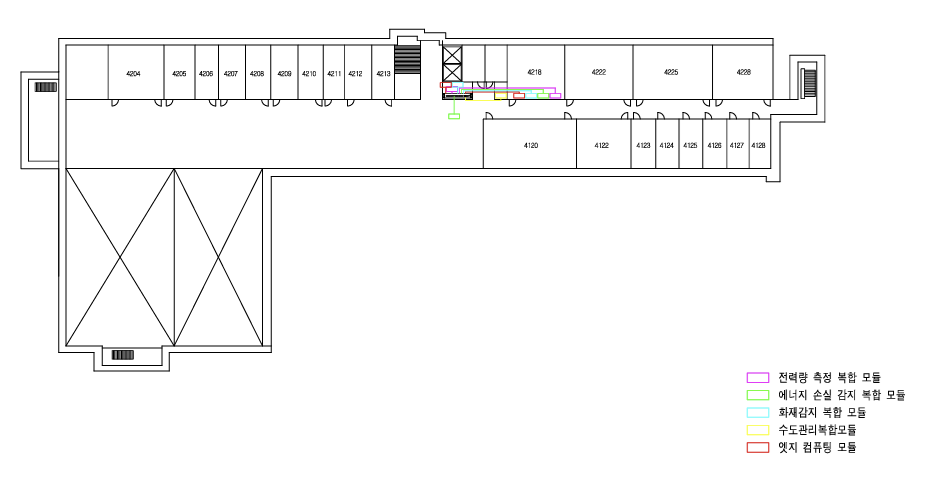 4204 4205 4206 4207 4208 4209 4210 4211 4212 4213 4218 4222 4225 4228
4120 4122 4123 4124 4125 4126 4127 4128
전력량 측정 복합 모듈
에너지 손실 감지 복합 모듈
화재감지 복합 모듈
수도관리복합모듈
엣지 컴퓨팅 모듈